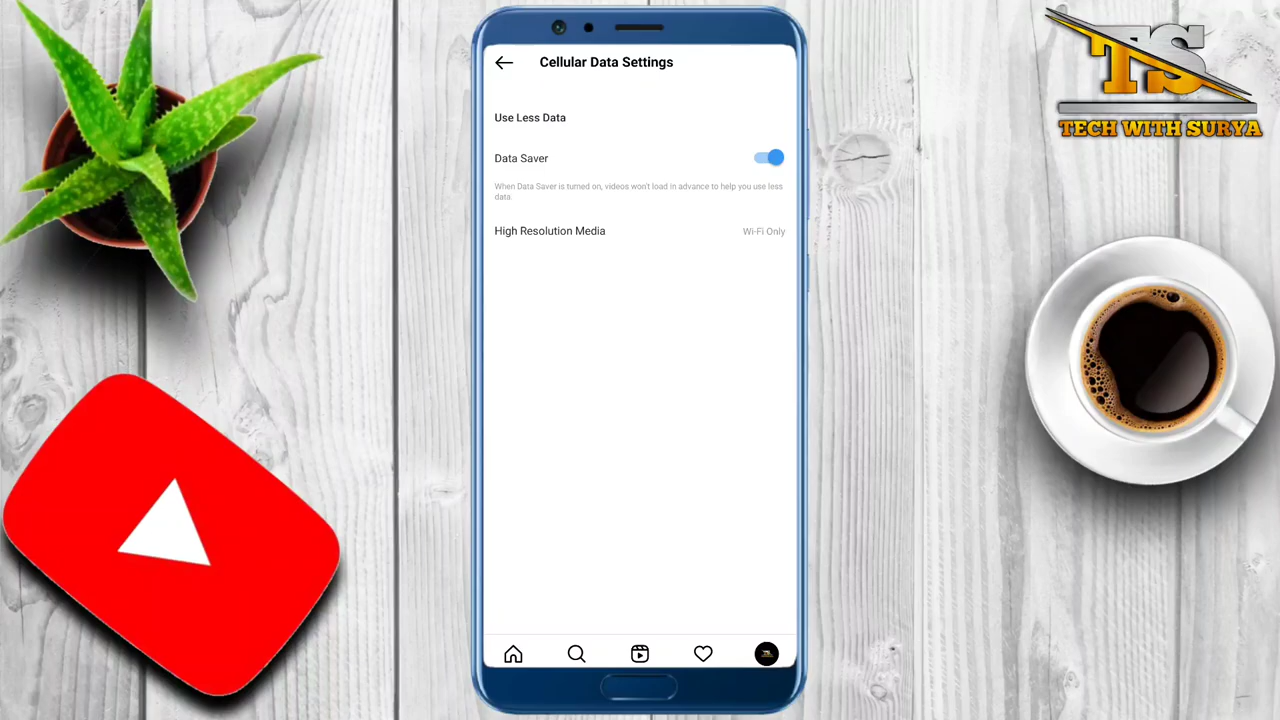 Cellular Data Settings
Use Less Data
Data Saver
When Data Saver is turned on, videos won't load in advance to help you use less
data.
High Resolution Media
Wi-Fi Only
TS
TECH WITH SURYA